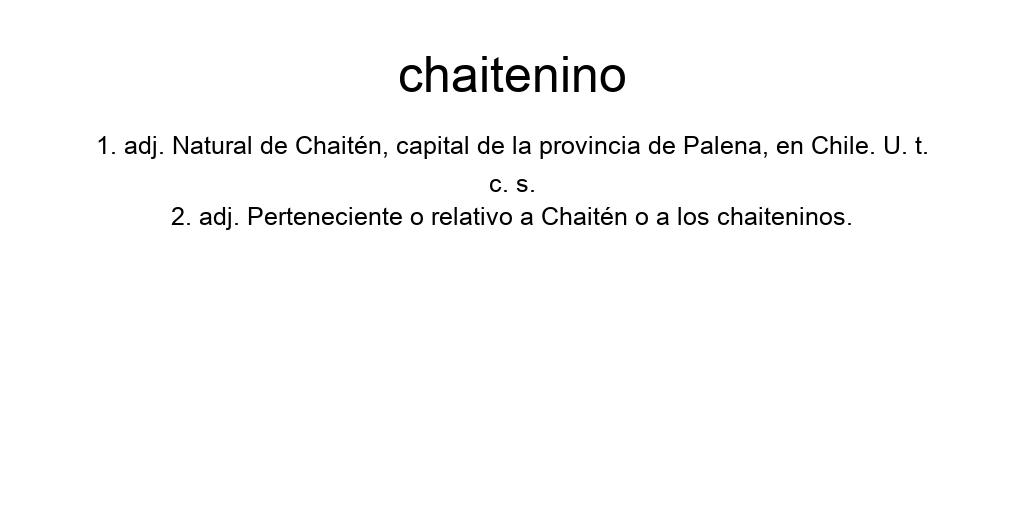 chaitenino
1. adj. Natural de Chaitén, capital de la provincia de Palena, en Chile. U. t.
c. s.
2. adj. Perteneciente o relativo a Chaitén o a los chaiteninos.